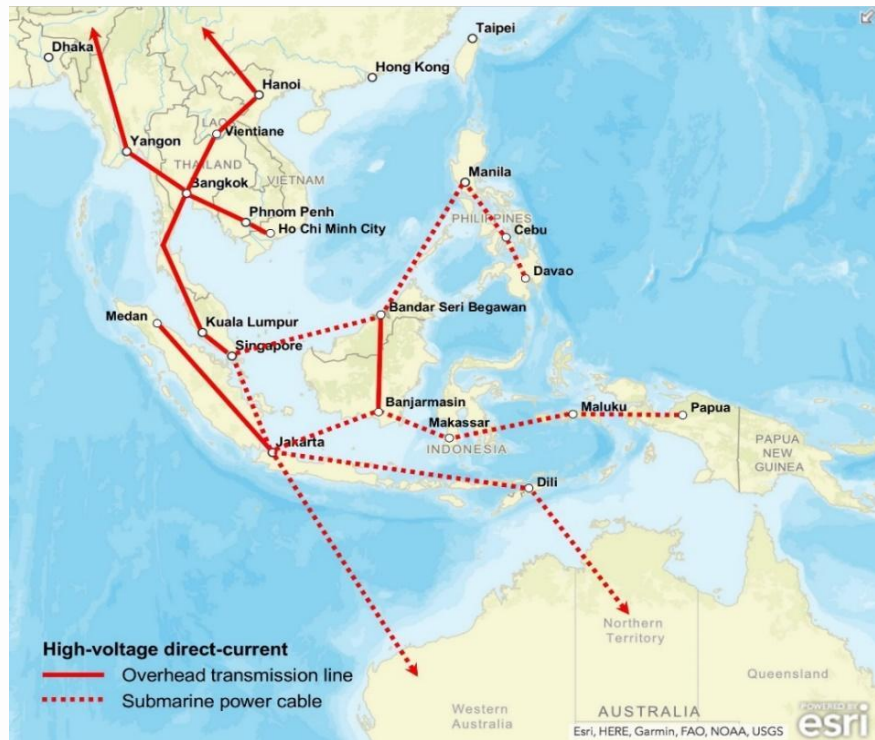 Taipei
Dhaka
Hong Kong
Hanoi
LAO
Vientiane
Yangon
THAILAND
VIETNAM
Bangkok
Manila
Phnom Penh
PHILIPPINES
Ho Chi Minh City
Cebu
Davao
Bandar Seri Begawan
Medan
Kuala Lumpur
Singapore
Banjarmasin
Maluku
Papua
Makassar
Jakarta
INDONESIA
PAPUA
NEW
GUINEA
Dili
Northern
Territory
High-voltage direct-current
Overhead transmission line
Submarine power cable
Queensland
Western
Australia
AUSTRALIA
POWERED BY
esri
Esri, HERE, Garmin, FAO, NOAA, USGS